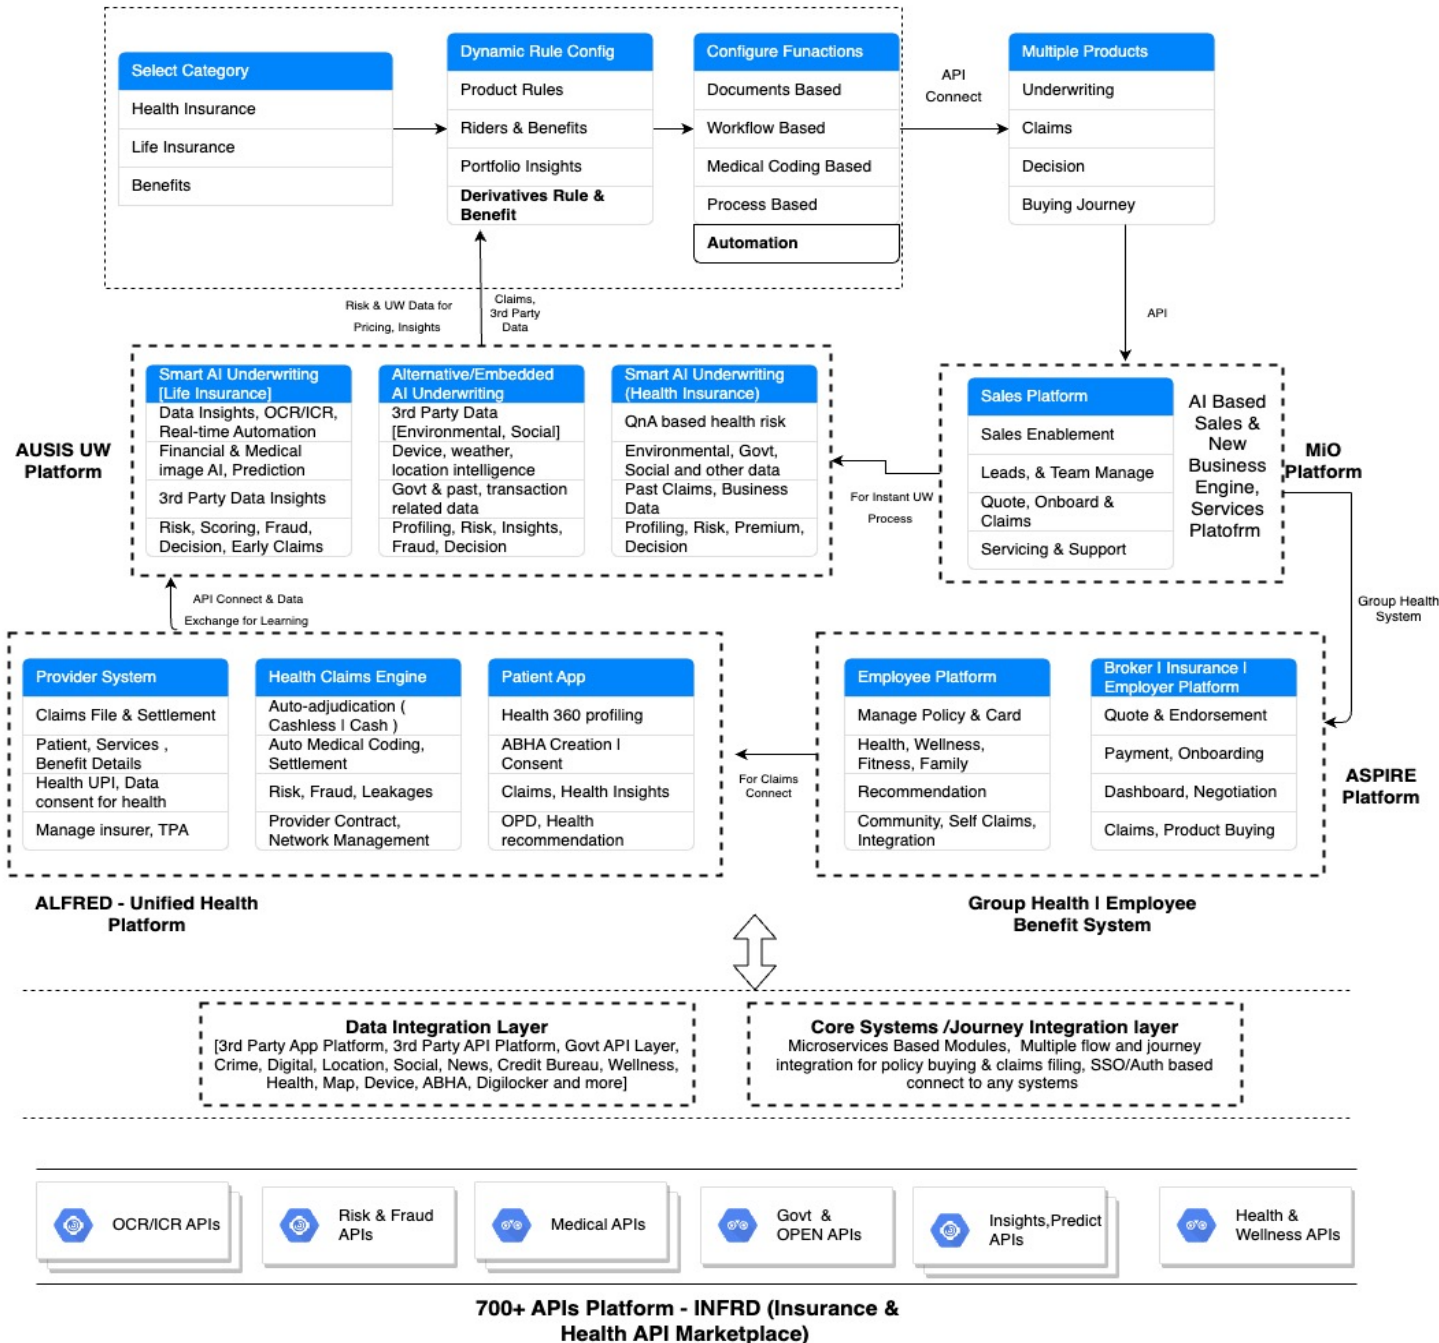 Select Category
Health Insurance
Life Insurance
Benefits
Dynamic Rule Config
Product Rules
Riders & Benefits
Portfolio Insights
Derivatives Rule &
Benefit
Configure Funactions
Documents Based
Workflow Based
Medical Coding Based
Process Based
Automation
API
Connect
Multiple Products
Underwriting
Claims
Decision
Buying Journey
Risk & UW Data for
Pricing, Insights
Claims,
3rd Party
Data
API
AUSIS UW
Platform
Smart AI Underwriting
[Life Insurance]
Data Insights, OCR/ICR,
Real-time Automation
Financial & Medical
image AI, Prediction
3rd Party Data Insights
Risk, Scoring, Fraud,
Decision, Early Claims
Alternative/Embedded
AI Underwriting
3rd Party Data
[Environmental, Social]
Device, weather,
location intelligence
Govt & past, transaction
related data
Profiling, Risk, Insights,
Fraud, Decision
Smart AI Underwriting
(Health Insurance)
QnA based health risk
Environmental, Govt,
Social and other data
Past Claims, Business
Data
Profiling, Risk, Premium,
Decision
For Instant UW
Process
Sales Platform
Sales Enablement
Leads, & Team Manage
Quote, Onboard &
Claims
Servicing & Support
AI Based
Sales &
New
Business
Engine,
Services
Platofrm
MiO
Platform
API Connect & Data
Exchange for Learning
Group Health
System
Provider System
Claims File & Settlement
Patient, Services ,
Benefit Details
Health UPI, Data
consent for health
Manage insurer, TPA
Health Claims Engine
Auto-adjudication (
Cashless | Cash )
Auto Medical Coding,
Settlement
Risk, Fraud, Leakages
Provider Contract,
Network Management
Patient App
Health 360 profiling
ABHA Creation |
Consent
Claims, Health Insights
OPD, Health
recommendation
For Claims
Connect
Employee Platform
Manage Policy & Card
Health, Wellness,
Fitness, Family
Recommendation
Community, Self Claims,
Integration
Broker | Insurance |
Employer Platform
Quote & Endorsement
Payment, Onboarding
Dashboard, Negotiation
Claims, Product Buying
ASPIRE
Platform
ALFRED - Unified Health
Platform
Group Health | Employee
Benefit System
Data Integration Layer
[3rd Party App Platform, 3rd Party API Platform, Govt API Layer,
Crime, Digital, Location, Social, News, Credit Bureau, Wellness,
Health, Map, Device, ABHA, Digilocker and more]
Core Systems /Journey Integration layer
Microservices Based Modules, Multiple flow and journey
integration for policy buying & claims filing, SSO/Auth based
connect to any systems
OCR/ICR APIs
Risk & Fraud
APIs
Medical APIs
Govt &
OPEN APIs
Insights,Predict
APIs
Health &
Wellness APIs
700+ APIs Platform - INFRD (Insurance &
Health API Marketplace)